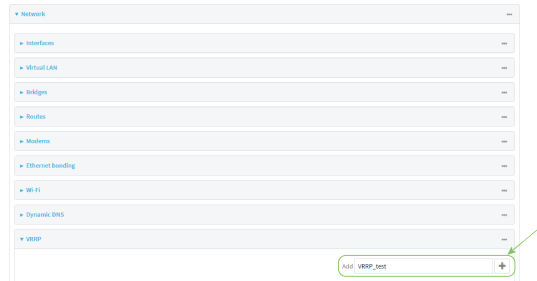 Network
Interfaces
Virtual LAN
Bridges
Routes
Modems
Ethernet bonding
Wi-Fi
Dynamic DNS
VRRP
Add VRRP_test